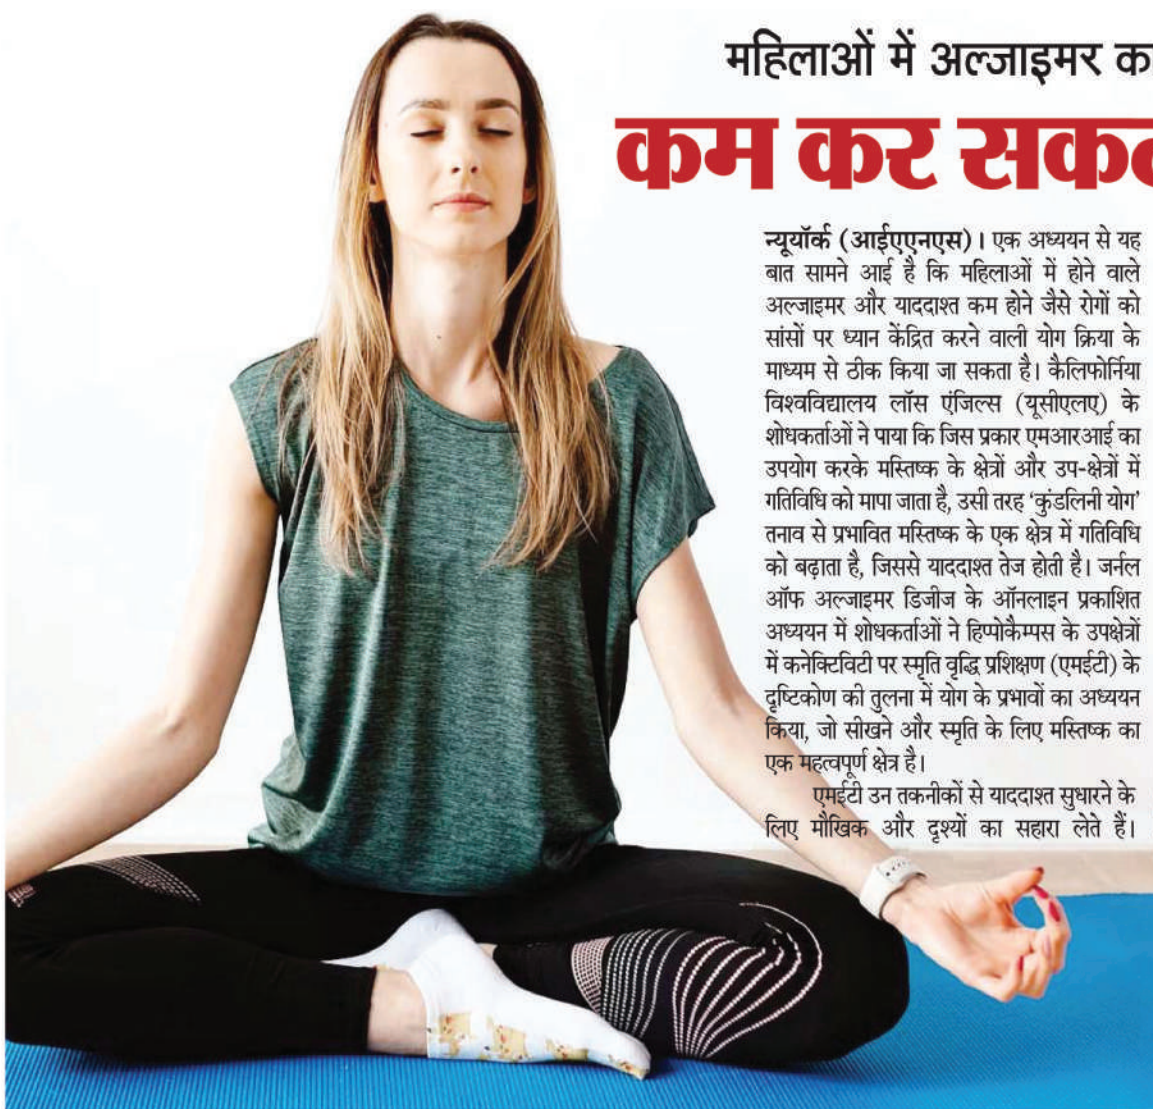 महिलाओं में अल्जाइमर
कम कर
न्यूयॉर्क (आईएएनएस)। एक अध्ययन से यह
बात सामने आई है कि महिलाओं में होने वाले
अल्जाइमर और याददाश्त कम होने जैसे रोगों को
सांसों पर ध्यान केंद्रित करने वाली योग क्रिया के
माध्यम से ठीक किया जा सकता है। कैलिफोर्निया
विश्वविद्यालय लॉस एंजिल्स (यूसीएलए) के
शोधकर्ताओं ने पाया कि जिस प्रकार एमआरआई का
उपयोग करके मस्तिष्क के क्षेत्रों और उप-क्षेत्रों में
गतिविधि को मापा जाता है, उसी तरह ‘कुंडलिनी योग’
तनाव से प्रभावित मस्तिष्क के एक क्षेत्र में गतिविधि
को बढ़ाता है, जिससे याददाश्त तेज होती है। जर्नल
ऑफ अल्जाइमर डिजीज के ऑनलाइन प्रकाशित
अध्ययन में शोधकर्ताओं ने हिप्पोकैम्पस के उपक्षेत्रों
में कनेक्टिविटी पर स्मृति वृद्धि प्रशिक्षण (एमईटी) के
दृष्टिकोण की तुलना में योग के प्रभावों का अध्ययन
किया, जो सीखने और स्मृति के लिए मस्तिष्क का
एक महत्वपूर्ण क्षेत्र है।
एमईटी उन तकनीकों से याददाश्त सुधारने के
लिए मौखिक और दृश्यों का सहारा लेते हैं।